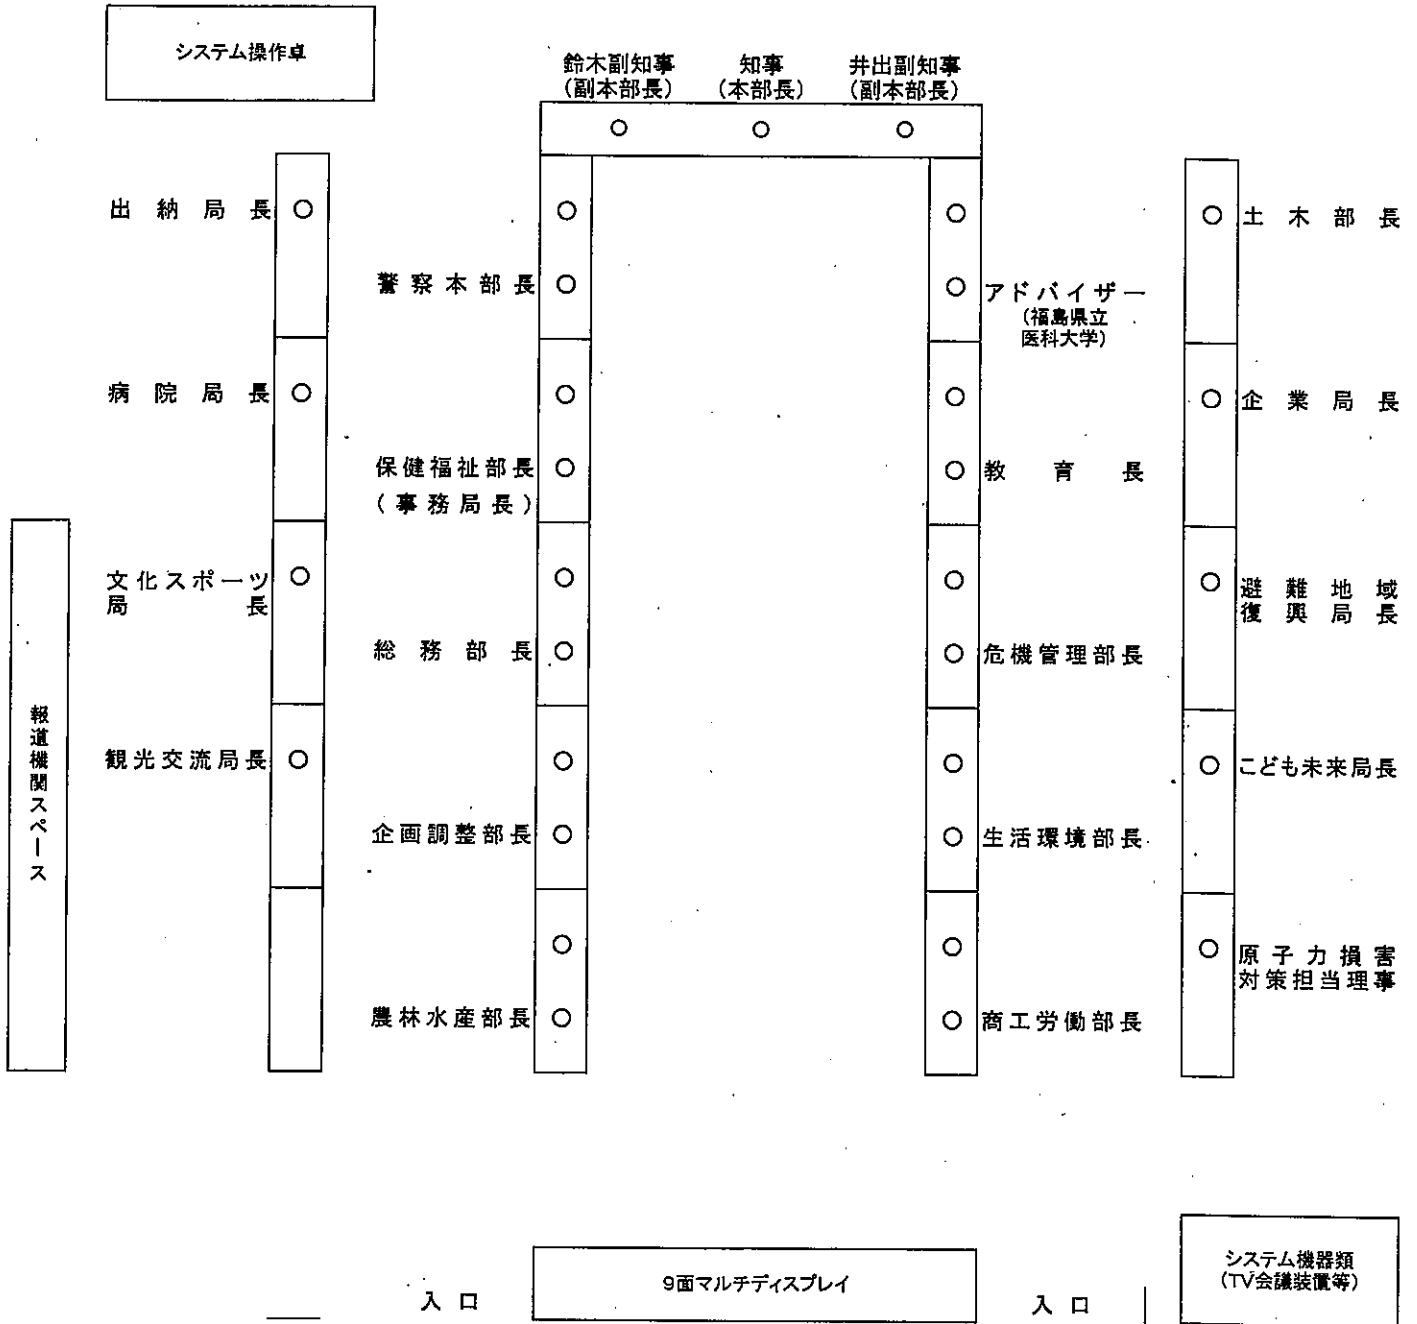 システム操作卓
鈴木副知事
(副本部長)
知事
(本部長)
井出副知事
(副本部長)
出納局長
警察本部長
アドバイザー
(福島県立
医科大学)
土木部長
病院局長
保健福祉部長
(事務局長)
教育長
企業局長
文化スポーツ
局長
総務部長
危機管理部長
避難地域
復興局長
報道機関スペース
観光交流局長
企画調整部長
生活環境部長
こども未来局長
農林水産部長
商工労働部長
原子力損害
対策担当理事
入口
9面マルチディスプレイ
入口
システム機器類
(TV会議装置等)